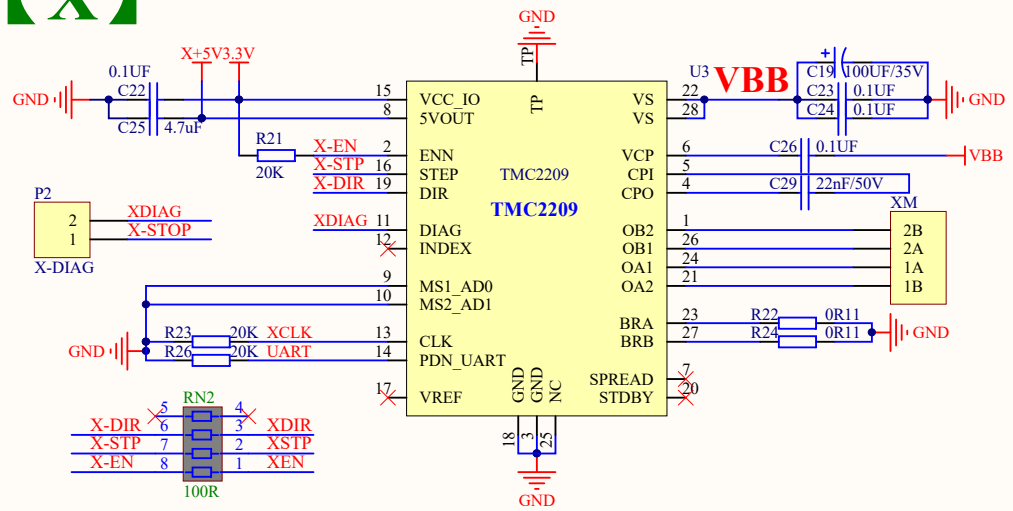 【X】
GND
X+5V3.3V
0.1UF
C22
GND
C25
4.7uF
R21
20K
X-EN
X-STP
X-DIR
XDIAG
P2
2
1
XDIAG
X-STOP
X-DIAG
GND
R23
20K
XCLK
R26
20K
UART
15
8
2
16
19
11
12
9
10
13
14
17
VCC_IO
5VOUT
ENN
STEP
DIR
DIAG
INDEX
MS1_AD0
MS2_AD1
CLK
PDN_UART
VREF
TP
TP
TMC2209
TMC2209
GND
GND
NC
18
3
25
GND
VS
VS
VCP
CPI
CPO
OB2
OB1
OA1
OA2
BRA
BRB
SPREAD
STDBY
22
28
6
5
4
1
26
24
21
23
27
7
20
U3
VBB
C19
100UF/35V
C23
0.1UF
C24
0.1UF
GND
C26
0.1UF
VBB
C29
22nF/50V
XM
2B
2A
1A
1B
R22
0R11
R24
0R11
GND
RN2
5
4
X-DIR
6
3
XDIR
X-STP
7
2
XSTP
X-EN
8
1
XEN
100R